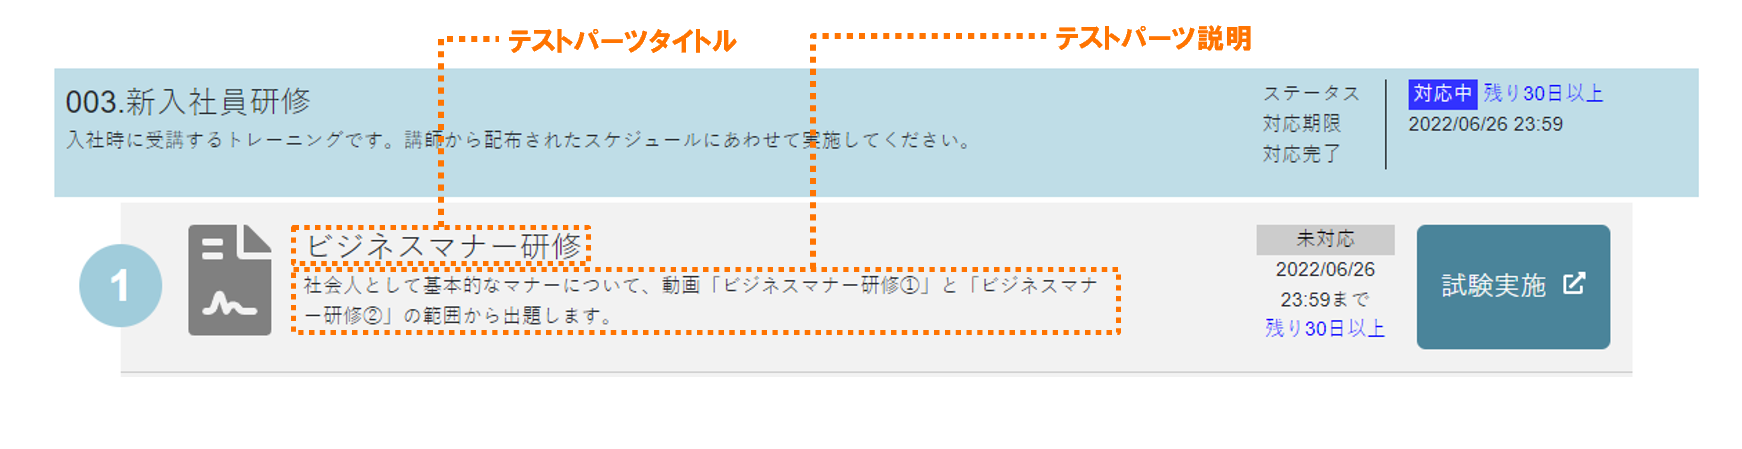 テストパーツタイトル
テストパーツ説明
003.新入社員研修
入社時に受講するトレーニングです。講師から配布されたスケジュールにあわせて実施してください。
ステータス
対応中 残り30日以上
対応期限
2022/06/26 23:59
対応完了
1
ビジネスマナー研修
社会人として基本的なマナーについて、動画「ビジネスマナー研修①」と「ビジネスマナ
ー研修②」の範囲から出題します。
未対応
2022/06/26
23:59まで
残り30日以上
試験実施